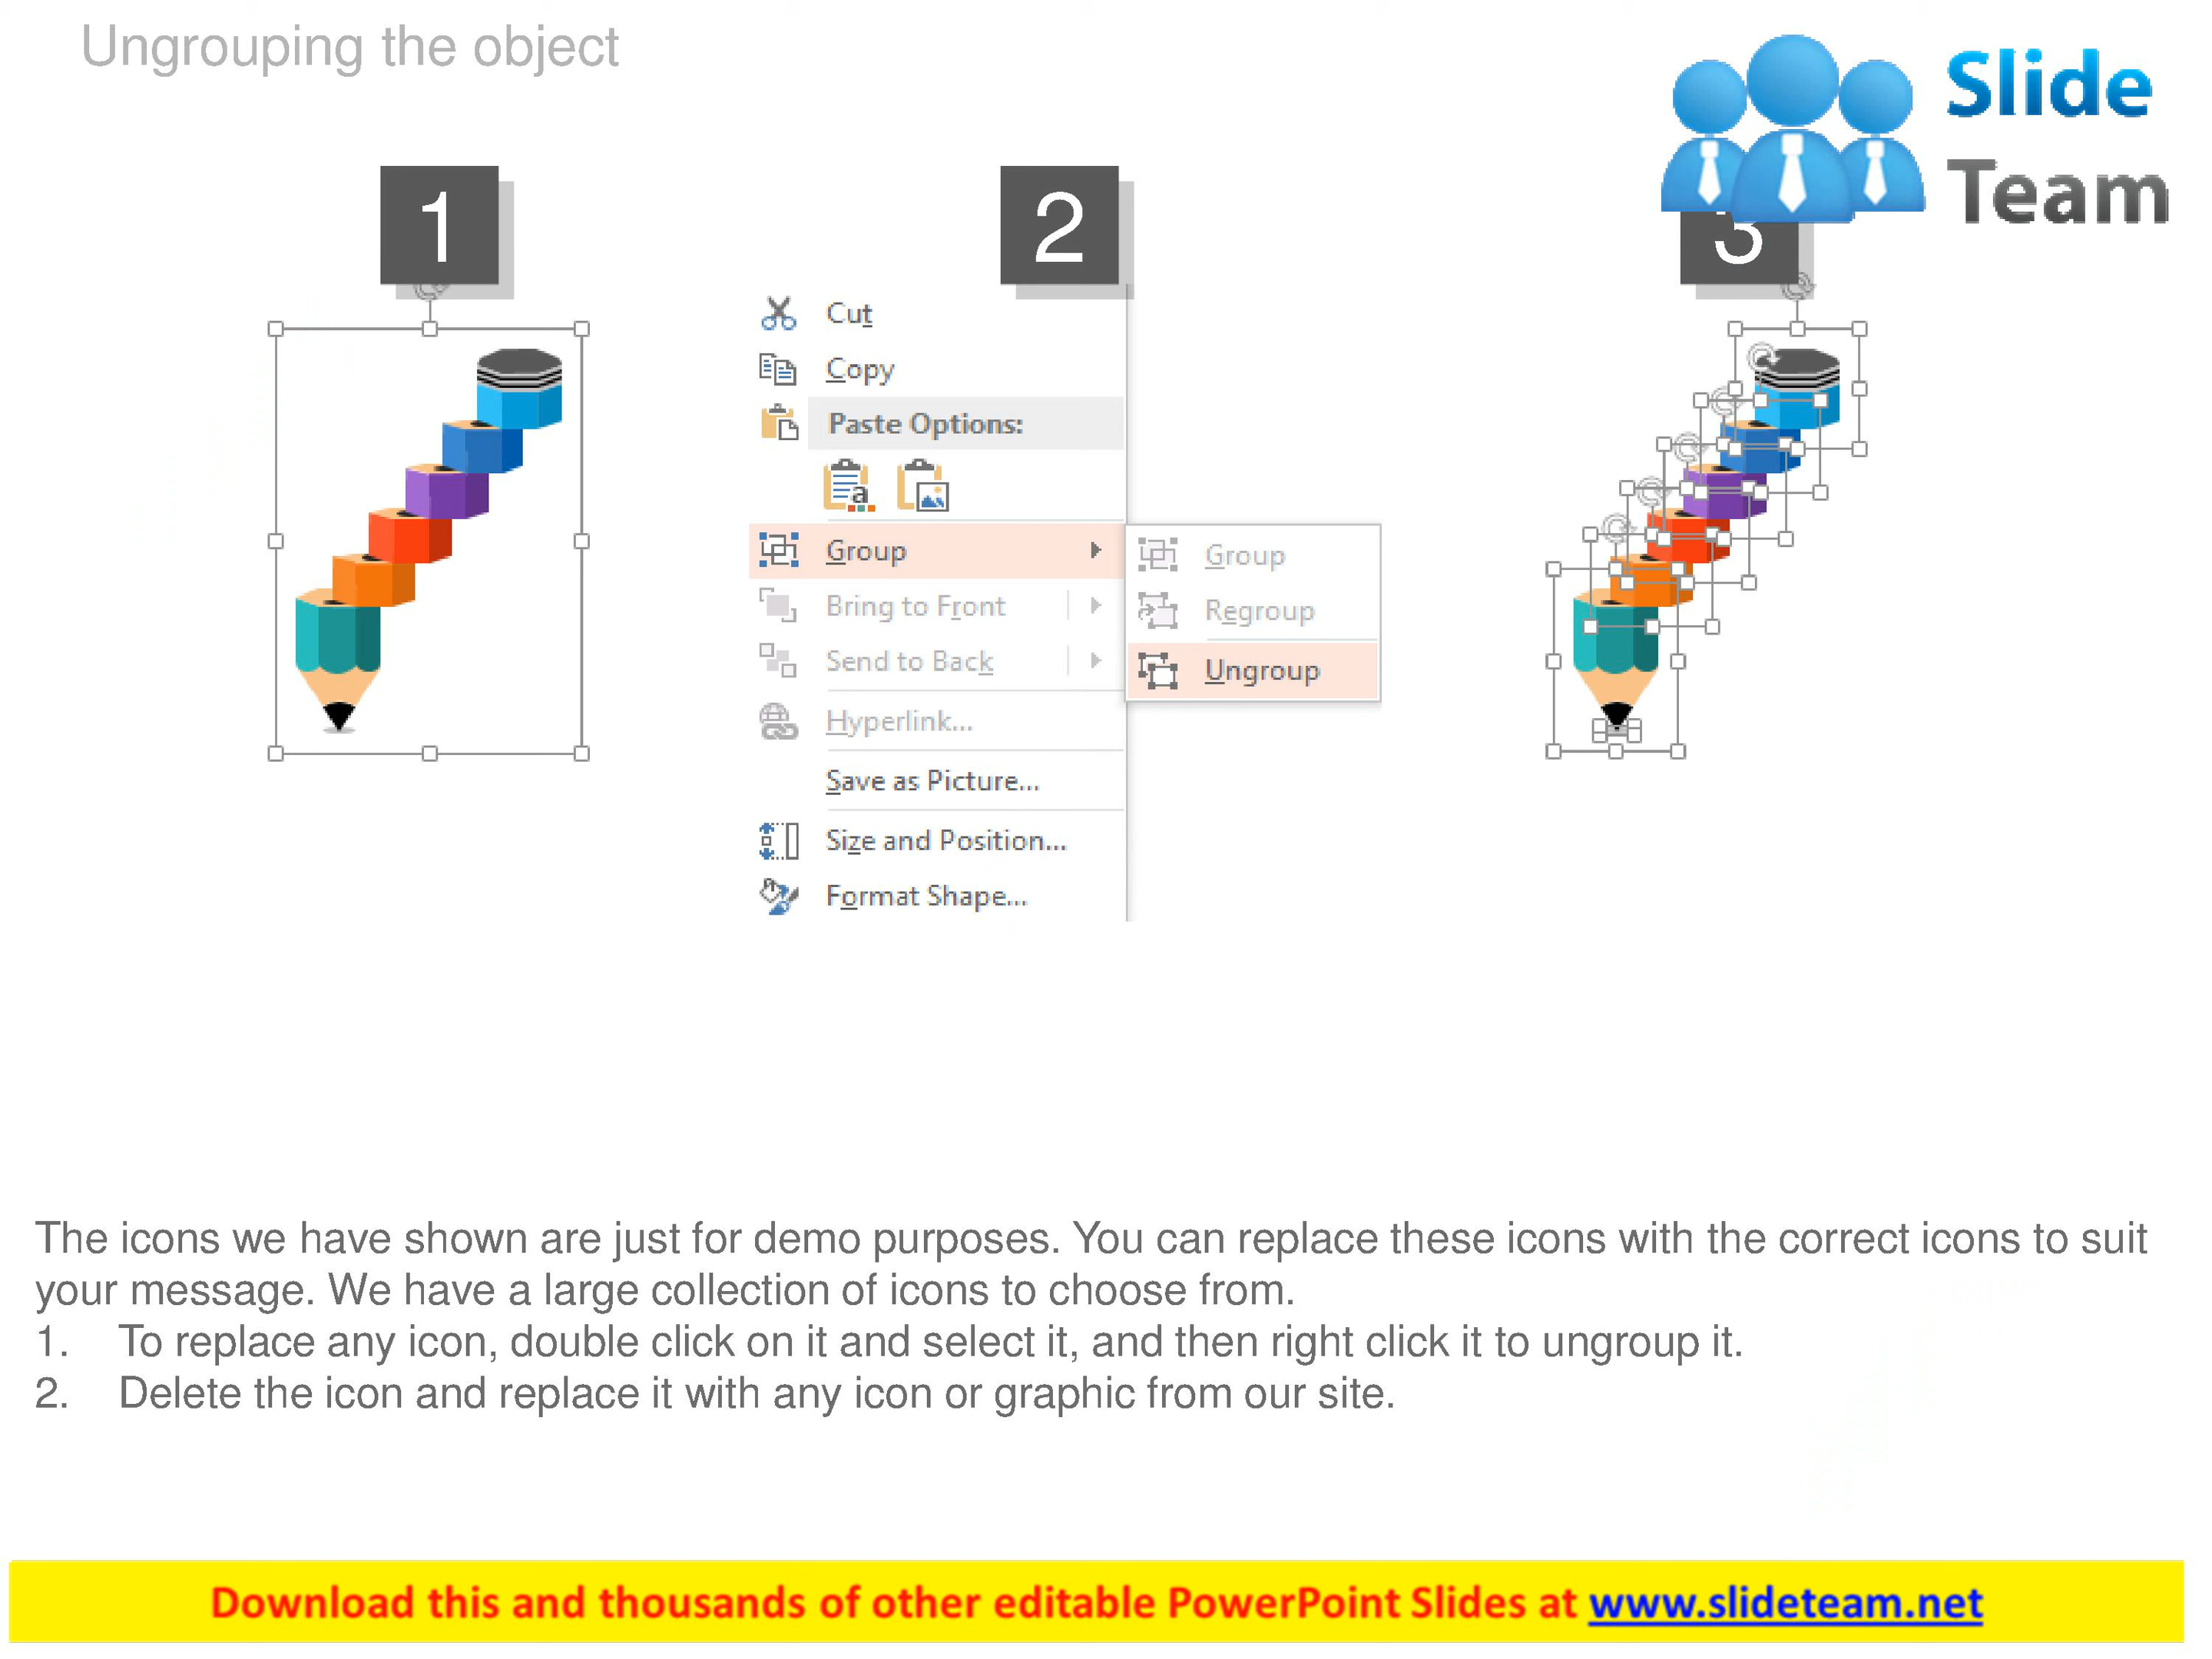 Ungrouping the object
Slide
Team
1
2
3
Cut
Copy
Paste Options:
a
Group
Bring to Front
Send to Back
Hyperlink...
Save as Picture...
Size and Position...
Format Shape...
Group
Regroup
Ungroup
The icons we have shown are just for demo purposes. You can replace these icons with the correct icons to suit
your message. We have a large collection of icons to choose from.
1. To replace any icon, double click on it and select it, and then right click it to ungroup it.
2. Delete the icon and replace it with any icon or graphic from our site.
Download this and thousands of other editable PowerPoint Slides at www.slideteam.net